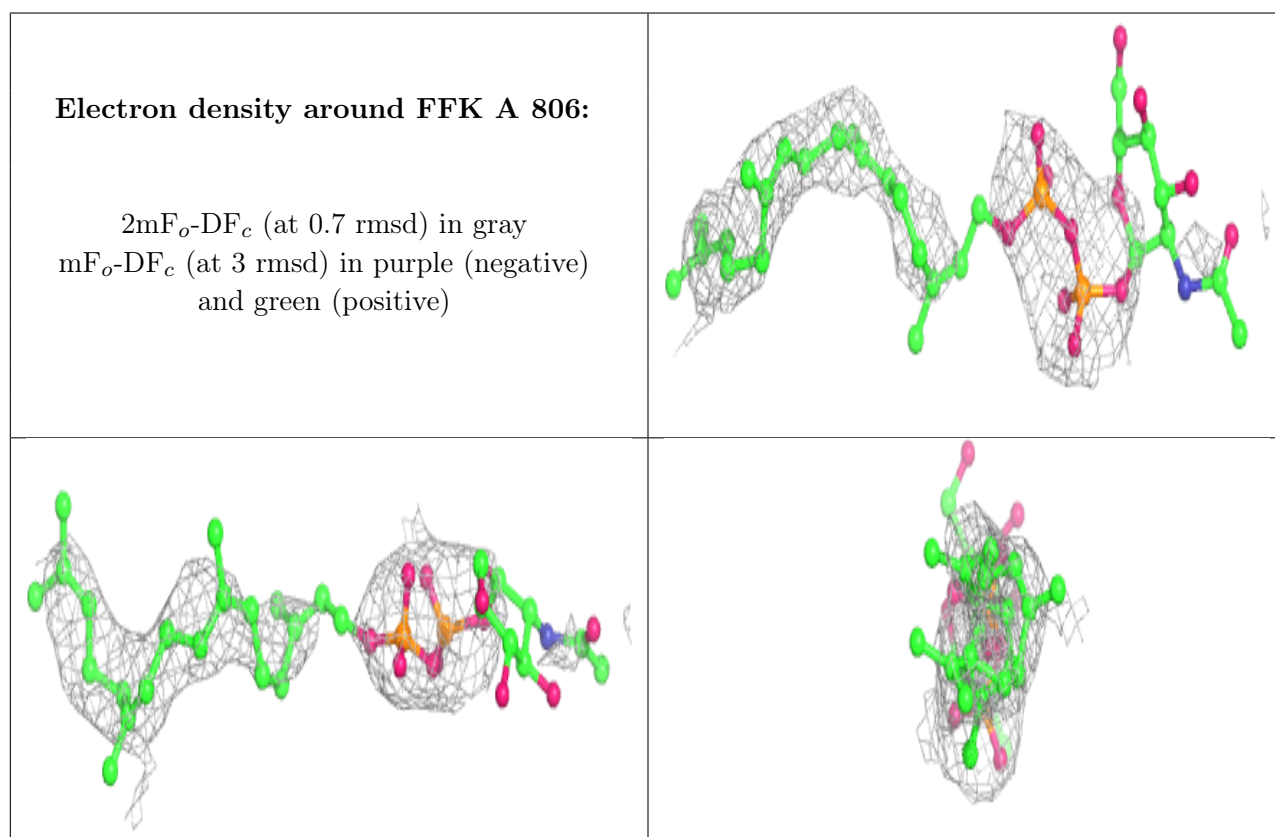 Electron density around FFK A 806:
2mFo-DFc (at 0.7 rmsd) in gray
mFo-DFc (at 3 rmsd) in purple (negative)
and green (positive)